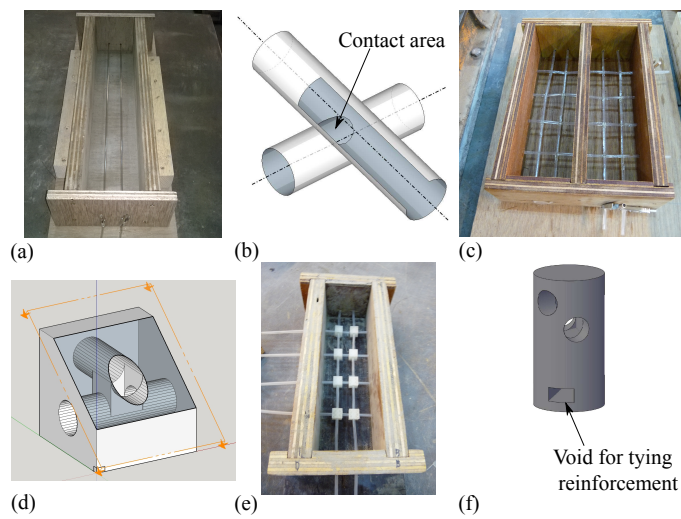 Contact area
(a)
(b)
(c)
(d)
(e)
(f)
Void for tying
reinforcement